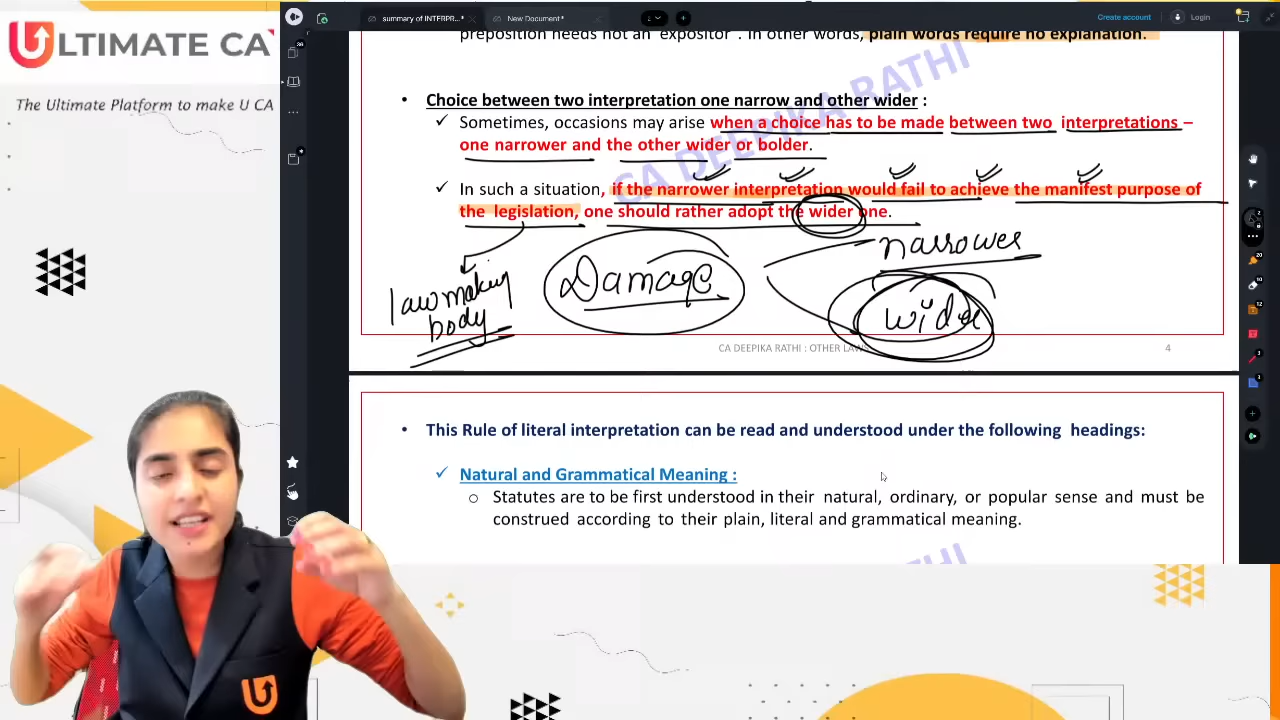 ULTIMATE CA
The Ultimate Platform to make U CA
summary of INTERPR...*
New Document*
Create account
Login
preposition needs not an expositor". In other words, plain words require no explanation.
• Choice between two interpretation one narrow and other wider :
✓ Sometimes, occasions may arise when a choice has to be made between two interpretations –
one narrower and the other wider or bolder.
✓ In such a situation, if the narrower interpretation would fail to achieve the manifest purpose of
the legislation, one should rather adopt the wider one.
narrower
law making
body
Damage
wider
CA DEEPIKA RATHI : OTHER LAWS
4
CA DEEPIKA RATHI
• This Rule of literal interpretation can be read and understood under the following headings:
✓ Natural and Grammatical Meaning :
o Statutes are to be first understood in their natural, ordinary, or popular sense and must be
construed according to their plain, literal and grammatical meaning.
RATHI